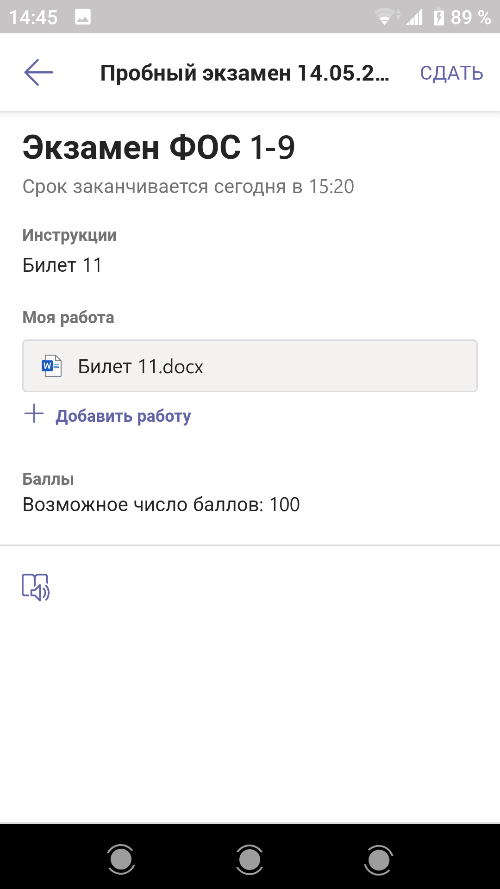 14:45 89 %
Пробный экзамен 14.05.2... СДАТЬ
Экзамен ФОС 1-9
Срок заканчивается сегодня в 15:20
Инструкции
Билет 11
Моя работа
Билет 11.docx
Добавить работу
Баллы
Возможное число баллов: 100